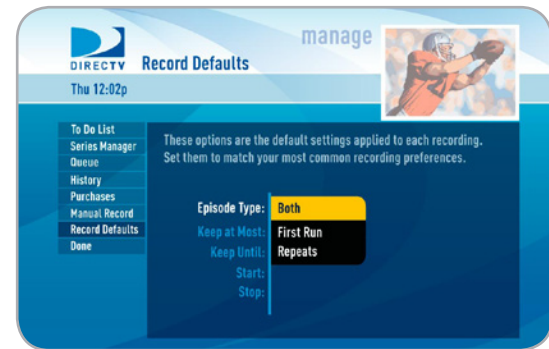 manage
DIRECTV
Record Defaults
Thu 12:02p
To Do List
Series Manager
Queue
History
Purchases
Manual Record
Record Defaults
Done
These options are the default settings applied to each recording.
Set them to match your most common recording preferences.
Episode Type: Both
Keep at Most: First Run
Keep Until: Repeats
Start:
Stop: